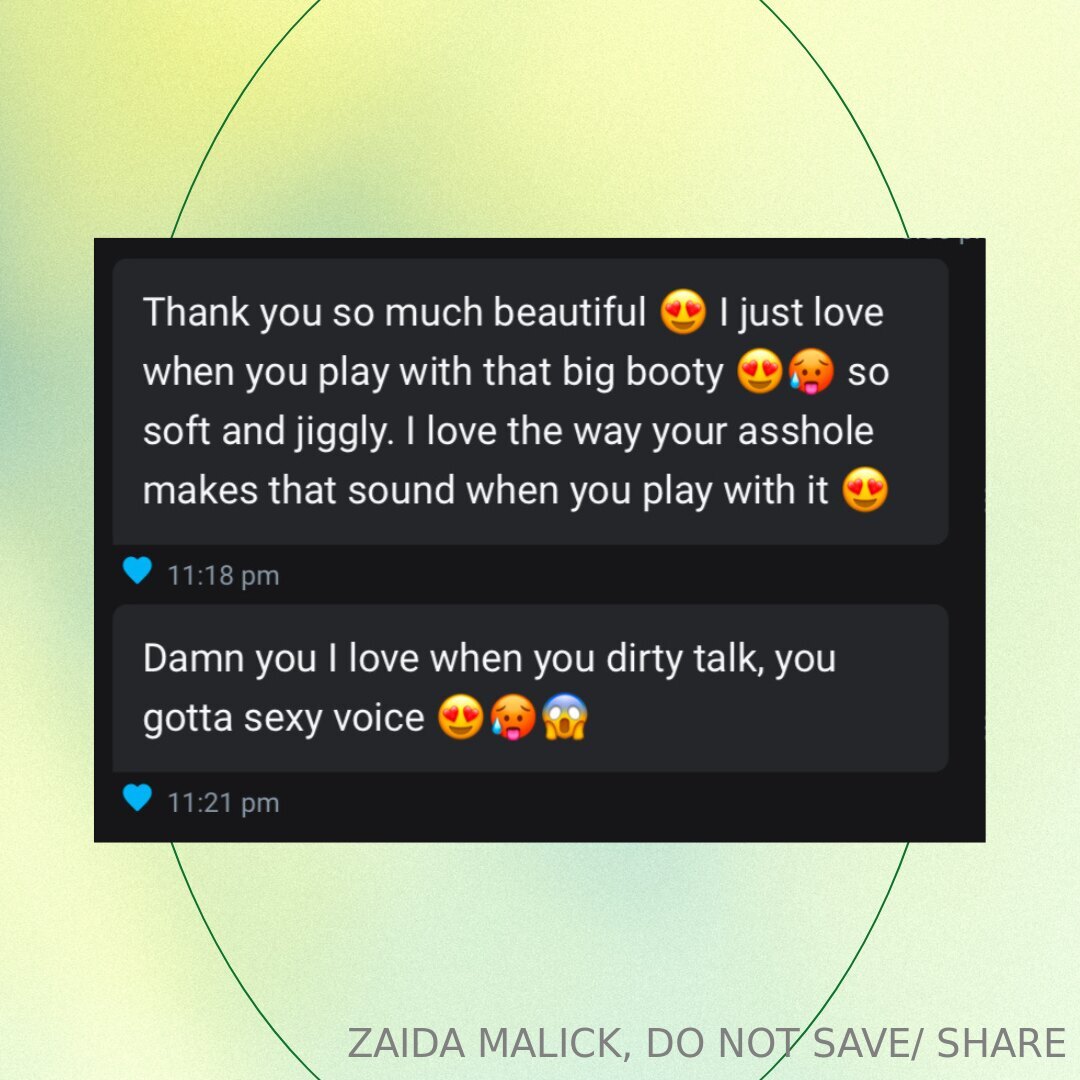 Thank you so much beautiful 😍 I just love
when you play with that big booty 😍🥵 so
soft and jiggly. I love the way your asshole
makes that sound when you play with it 😍
💙 11:18 pm
Damn you I love when you dirty talk, you
gotta sexy voice 😍🥵😱
💙 11:21 pm
ZAIDA MALICK, DO NOT SAVE/ SHARE